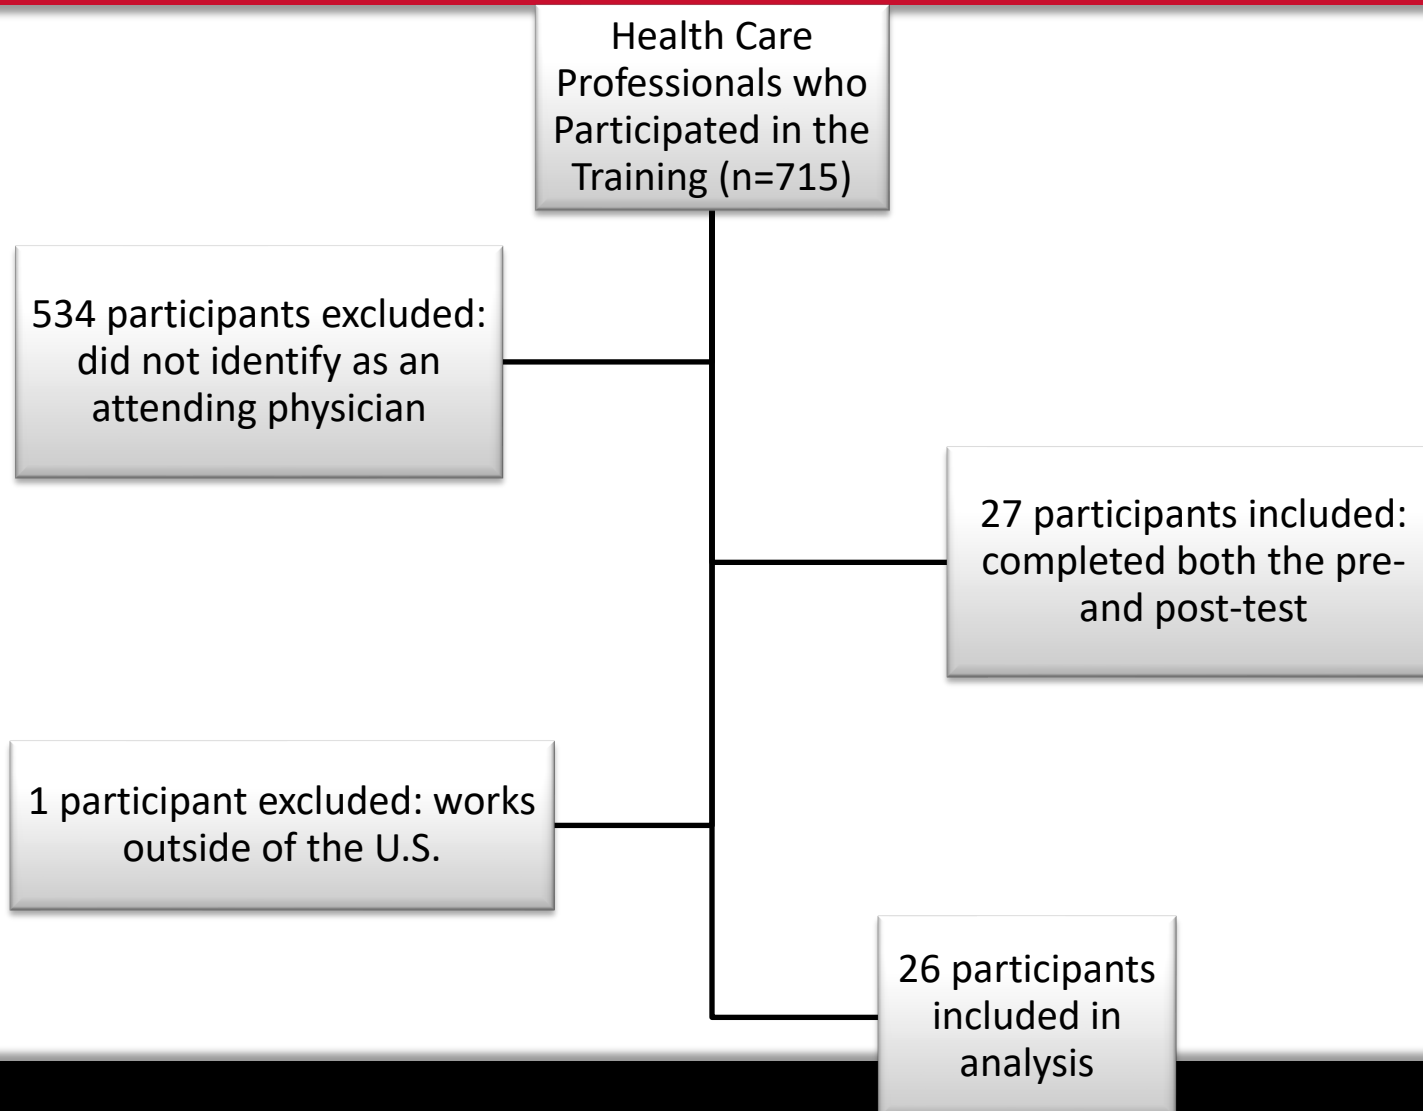 Health Care
Professionals who
Participated in the
Training (n=715)
534 participants excluded:
did not identify as an
attending physician
27 participants included:
completed both the pre-
and post-test
1 participant excluded: works
outside of the U.S.
26 participants
included in
analysis